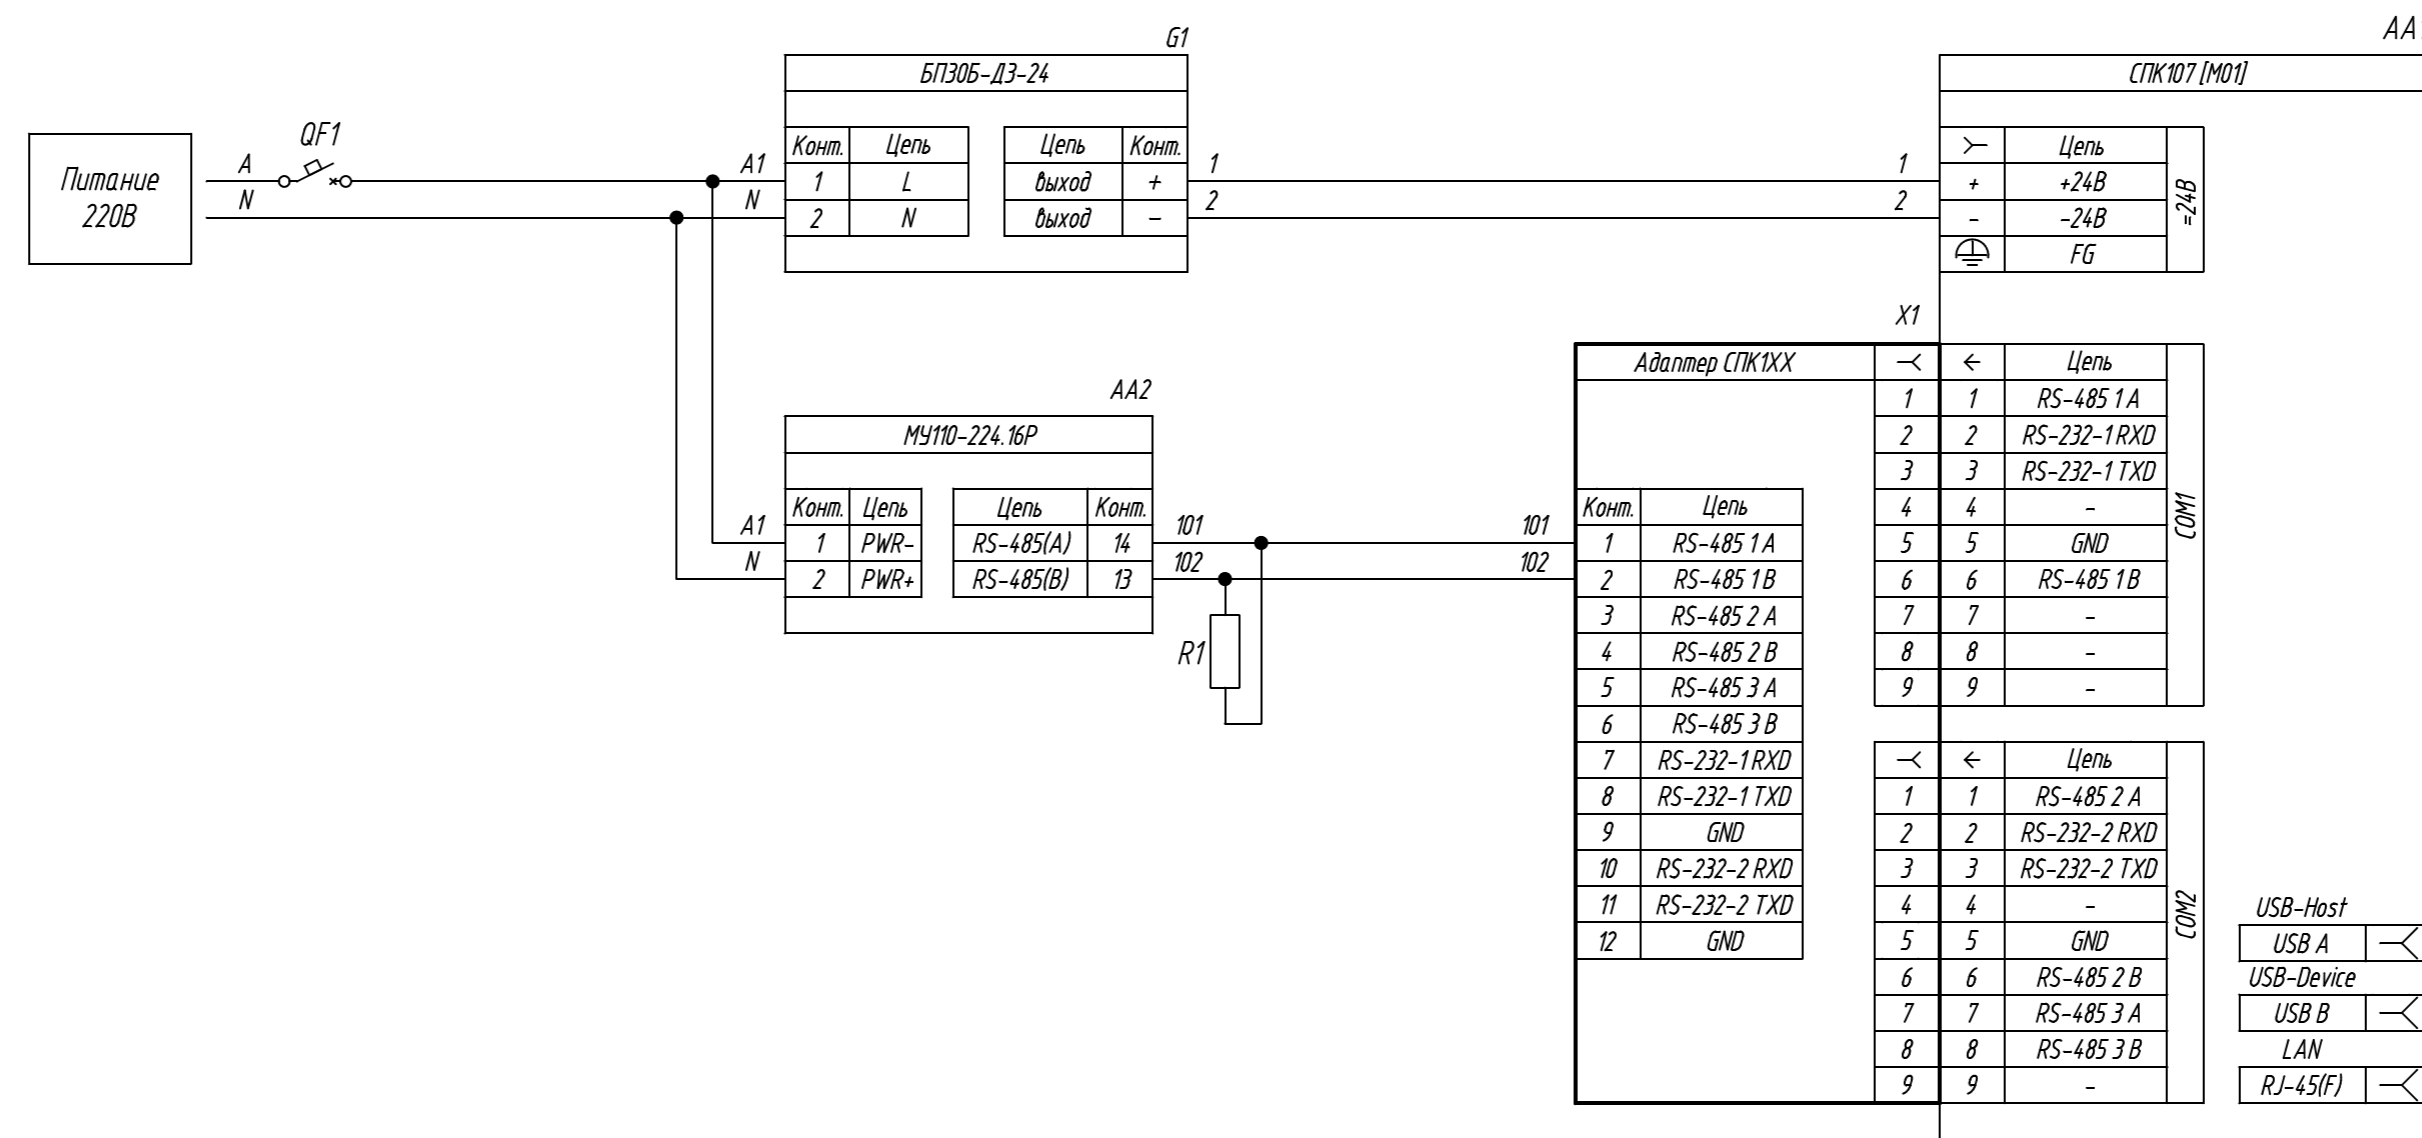 G1
АА
БП30Б-Д3-24
СПК107 [М01]
Питание
220В
QF1
A
N
A1
N
Конт. Цепь
1 L
2 N
Цепь Конт.
выход +
выход –
1
2
1
2
Цепь
+ +24В
- -24В
FG
=24В
X1
Адаптер СПК1ХХ
Цепь
1 1 RS-485 1 A
2 2 RS-232-1 RXD
3 3 RS-232-1 TXD
4 4 -
5 5 GND
6 6 RS-485 1 B
7 7 -
8 8 -
9 9 -
COM1
AA2
МУ110-224.16Р
A1
N
Конт. Цепь
1 PWR-
2 PWR+
Цепь Конт.
RS-485(A) 14
RS-485(B) 13
101
102
R1
101
102
Конт. Цепь
1 RS-485 1 A
2 RS-485 1 B
3 RS-485 2 A
4 RS-485 2 B
5 RS-485 3 A
6 RS-485 3 B
7 RS-232-1 RXD
8 RS-232-1 TXD
9 GND
10 RS-232-2 RXD
11 RS-232-2 TXD
12 GND
Цепь
1 1 RS-485 2 A
2 2 RS-232-2 RXD
3 3 RS-232-2 TXD
4 4 -
5 5 GND
6 6 RS-485 2 B
7 7 RS-485 3 A
8 8 RS-485 3 B
9 9 -
COM2
USB-Host
USB A
USB-Device
USB B
LAN
RJ-45(F)